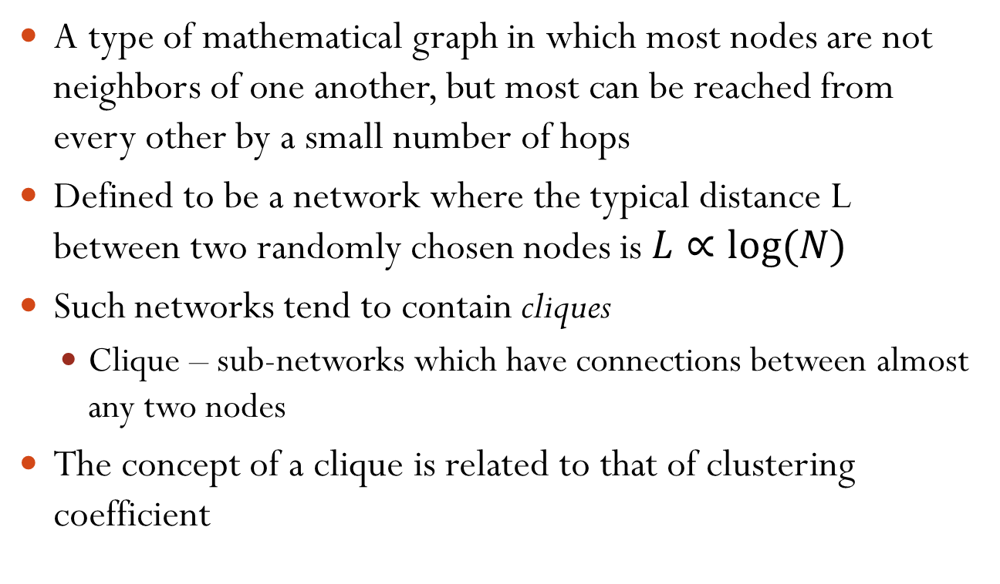 • A type of mathematical graph in which most nodes are not
neighbors of one another, but most can be reached from
every other by a small number of hops
• Defined to be a network where the typical distance L
between two randomly chosen nodes is L ∝ log(N)
• Such networks tend to contain cliques
• Clique – sub-networks which have connections between almost
any two nodes
• The concept of a clique is related to that of clustering
coefficient